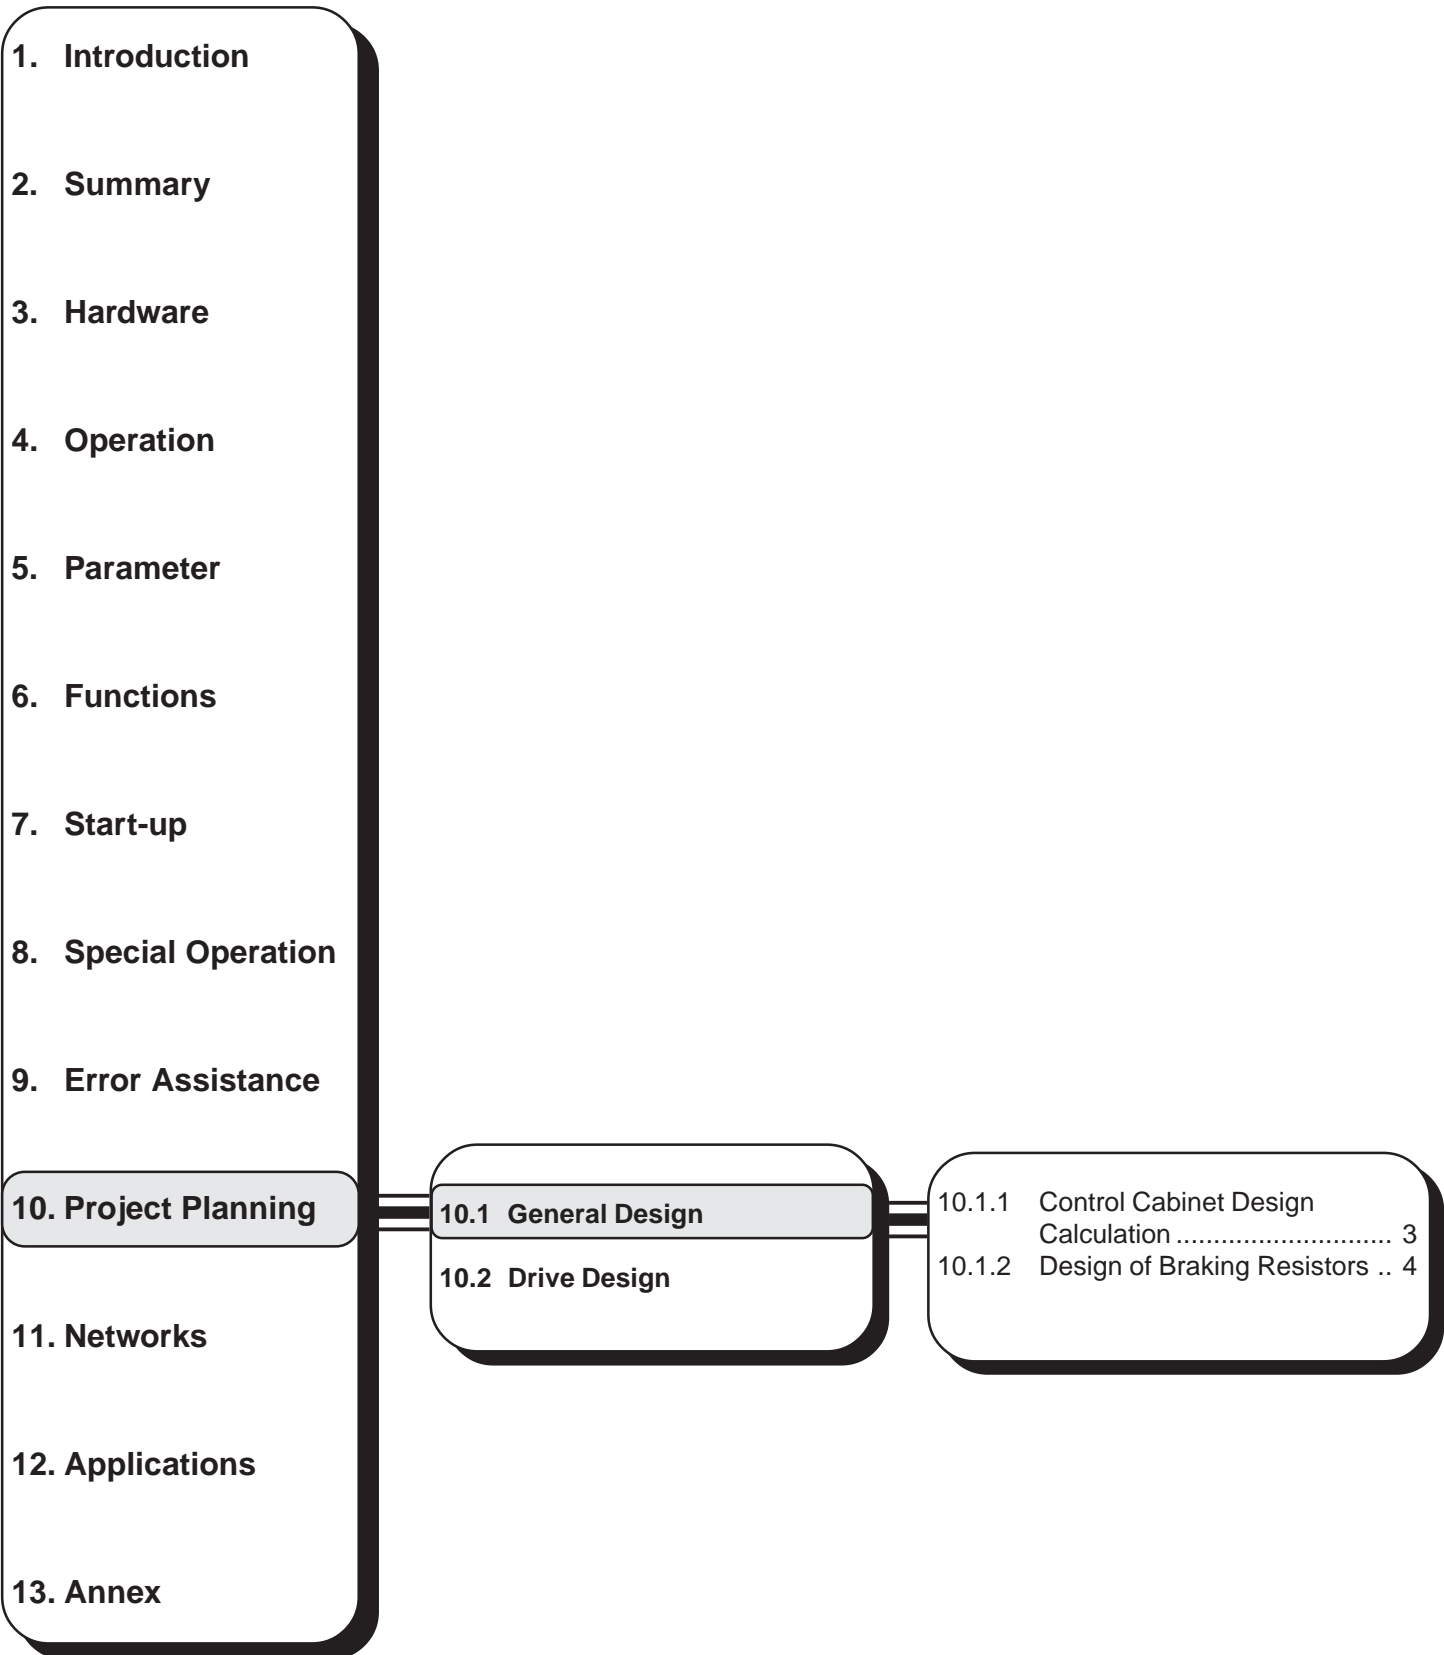 1. Introduction
2. Summary
3. Hardware
4. Operation
5. Parameter
6. Functions
7. Start-up
8. Special Operation
9. Error Assistance
10. Project Planning
11. Networks
12. Applications
13. Annex
10.1 General Design
10.2 Drive Design
10.1.1 Control Cabinet Design
Calculation ............................. 3
10.1.2 Design of Braking Resistors .. 4